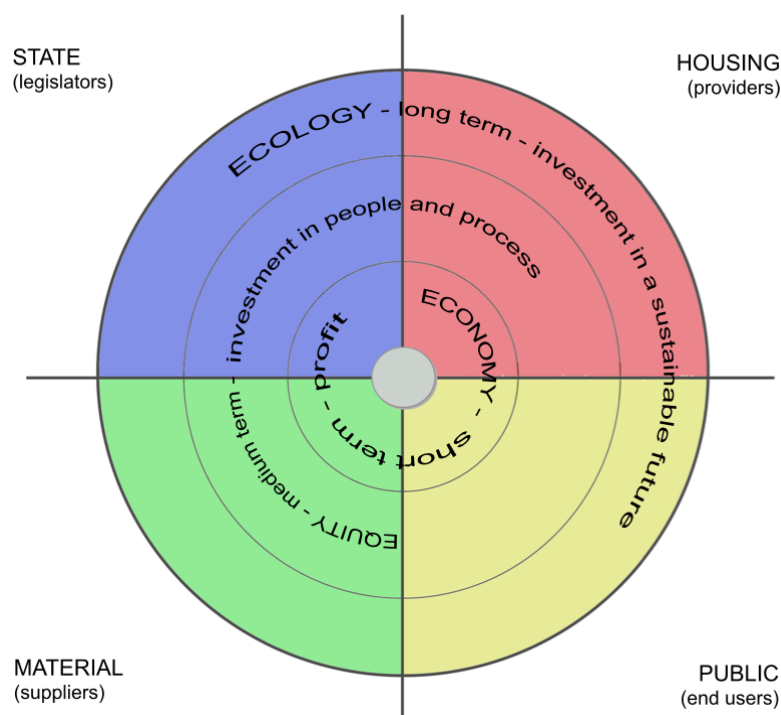 STATE
(legislators)
HOUSING
(providers)
ECOLOGY - long term - investment in a sustainable future
EQUITY - medium term - investment in people and process
ECONOMY - short term - profit
MATERIAL
(suppliers)
PUBLIC
(end users)